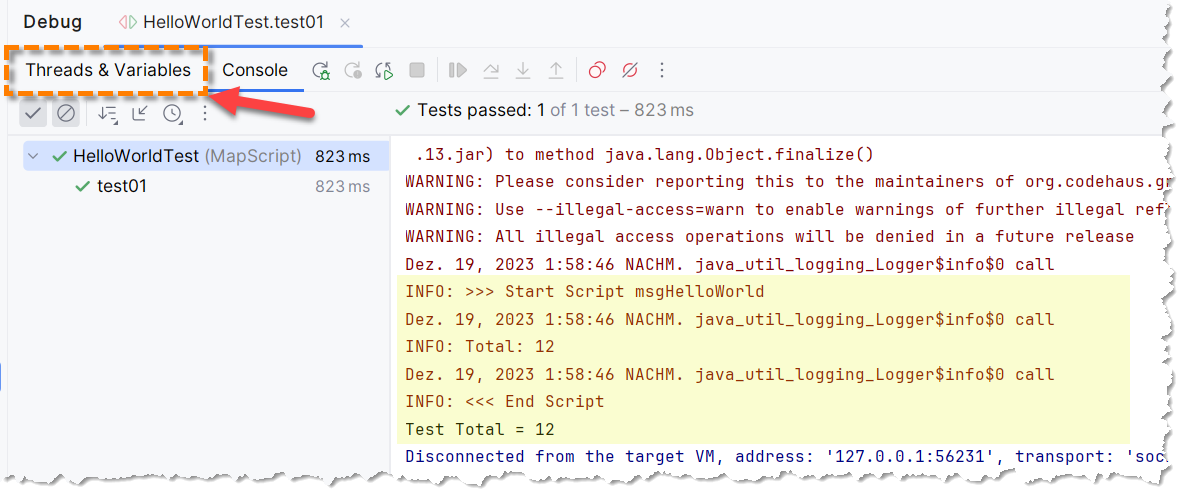 Debug HelloWorldTest.test01
Threads & Variables Console
Tests passed: 1 of 1 test – 823 ms
HelloWorldTest (MapScript) 823 ms
test01 823 ms
.13.jar) to method java.lang.Object.finalize()
WARNING: Please consider reporting this to the maintainers of org.codehaus.gr
WARNING: Use --illegal-access=warn to enable warnings of further illegal ref
WARNING: All illegal access operations will be denied in a future release
Dez. 19, 2023 1:58:46 NACHM. java_util_logging_Logger$info$0 call
INFO: >>> Start Script msgHelloWorld
Dez. 19, 2023 1:58:46 NACHM. java_util_logging_Logger$info$0 call
INFO: Total: 12
Dez. 19, 2023 1:58:46 NACHM. java_util_logging_Logger$info$0 call
INFO: <<< End Script
Test Total = 12
Disconnected from the target VM, address: '127.0.0.1:56231', transport: 'soc